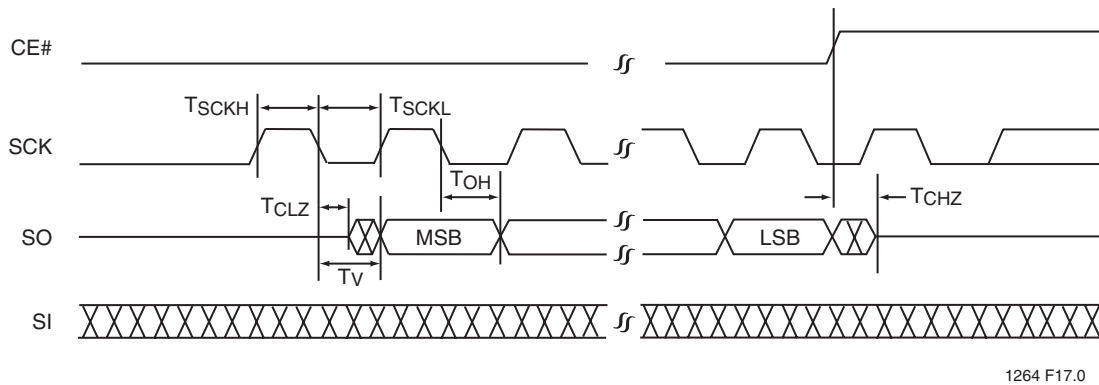 CE#
TSCKH
TSCKL
SCK
TOH
TCLZ
TCHZ
SO
MSB
LSB
TV
SI
1264 F17.0